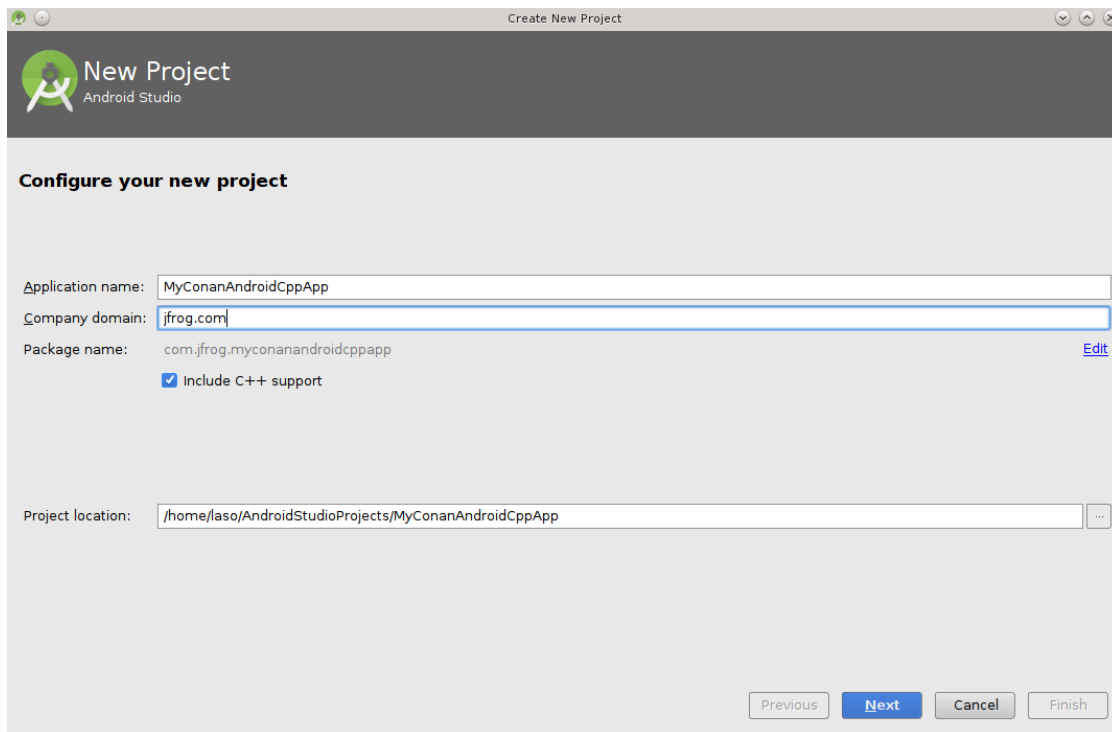 Create New Project
New Project
Android Studio
Configure your new project
Application name: MyConanAndroidCppApp
Company domain: jfrog.com
Package name: com.jfrog.myconanandroidcppapp Edit
Include C++ support
Project location: /home/laso/AndroidStudioProjects/MyConanAndroidCppApp ...
Previous Next Cancel Finish